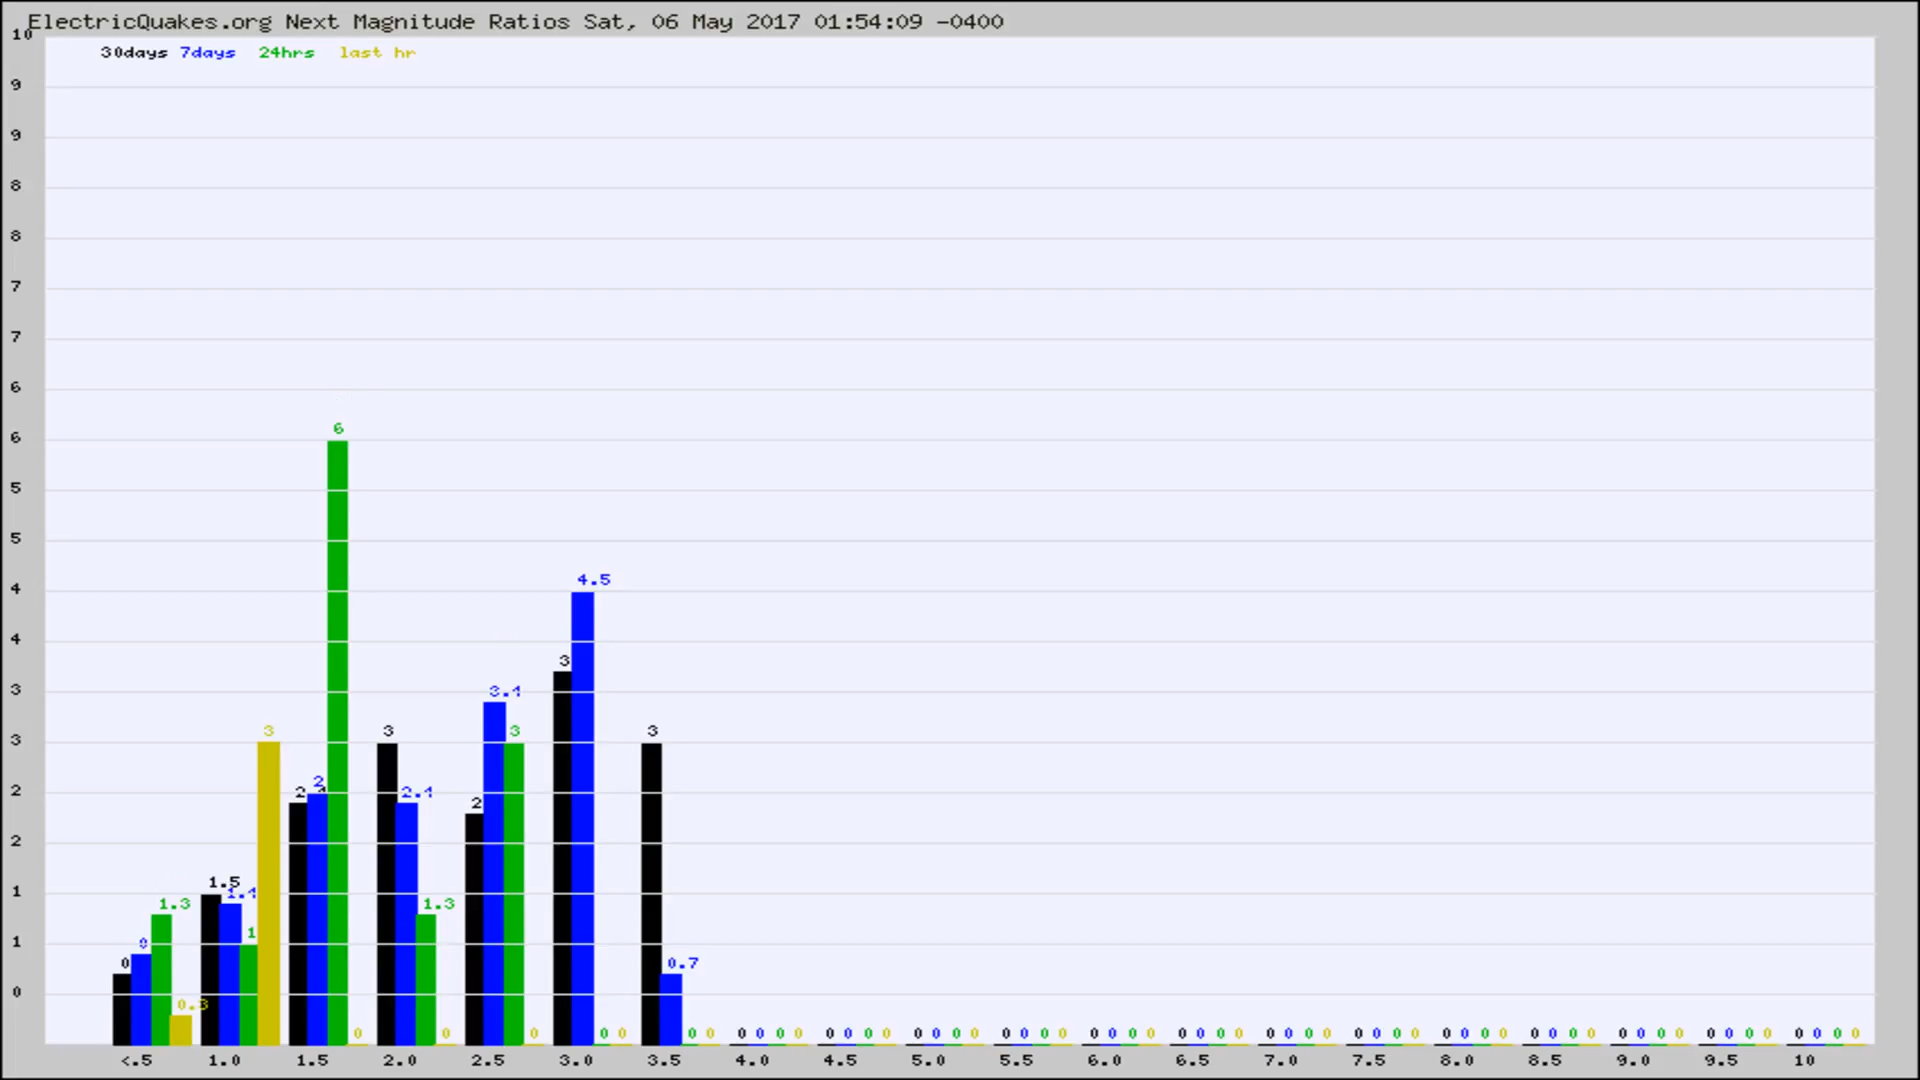 ElectricQuakes.org Next Magnitude Ratios Sat, 06 May 2017 01:54:09 -0400
30days 7days 24hrs last hr
10
9
9
8
8
7
7
6
6
5
5
4
4
3
3
2
2
1
1
0
0 0 1.3 0.3
1.5 1.4 1 3
2 2 6 0
3 2.4 1.3 0
2 3.4 3 0
3 4.5 0 0
3 0.7 0 0
0 0 0 0
0 0 0 0
0 0 0 0
0 0 0 0
0 0 0 0
0 0 0 0
0 0 0 0
0 0 0 0
0 0 0 0
0 0 0 0
0 0 0 0
0 0 0 0
0 0 0 0
<.5 1.0 1.5 2.0 2.5 3.0 3.5 4.0 4.5 5.0 5.5 6.0 6.5 7.0 7.5 8.0 8.5 9.0 9.5 10